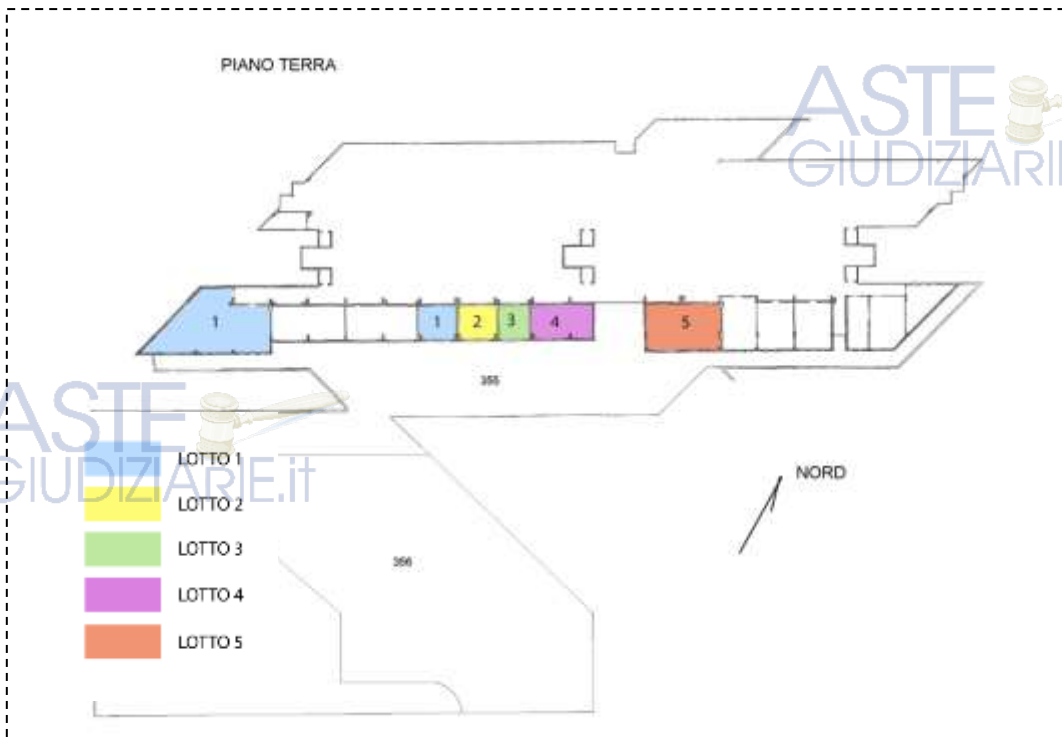 PIANO TERRA
ASTE
GIUDIZIARIE
1
1
2
3
4
5
355
ASTE
GIUDIZIARIE.it
LOTTO 1
LOTTO 2
LOTTO 3
LOTTO 4
LOTTO 5
NORD
356